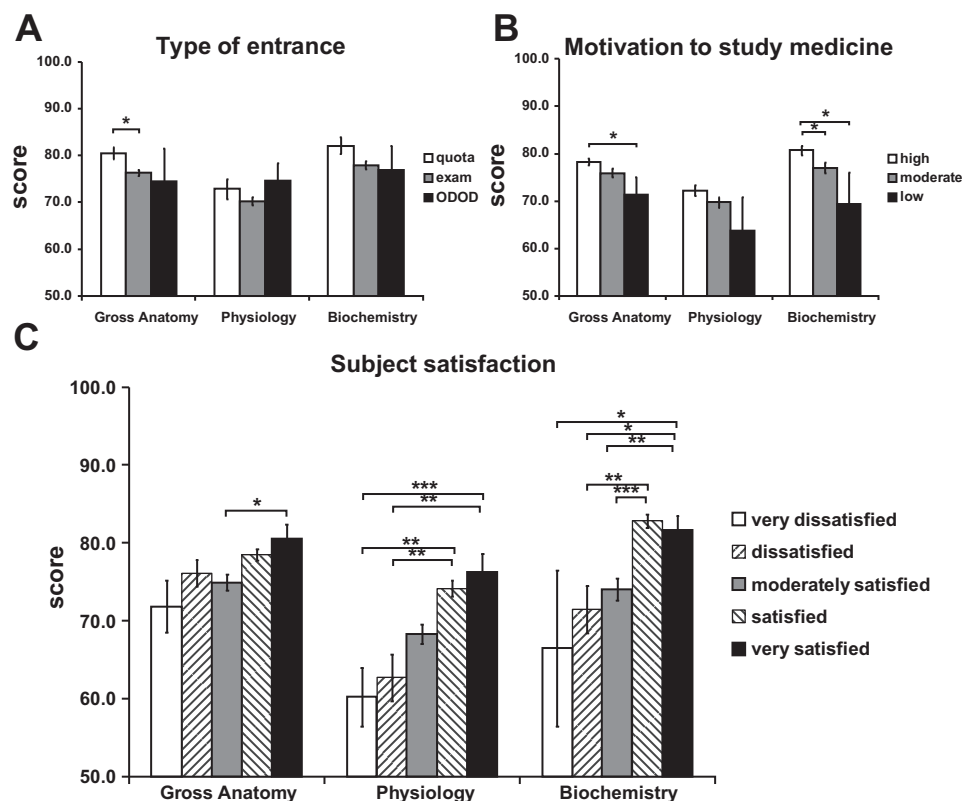 A
Type of entrance
100.0
90.0
80.0
70.0
60.0
50.0
score
*
quota
exam
ODOD
Gross Anatomy Physiology Biochemistry
B
Motivation to study medicine
100.0
90.0
80.0
70.0
60.0
50.0
score
*
*
*
high
moderate
low
Gross Anatomy Physiology Biochemistry
C
Subject satisfaction
100.0
90.0
80.0
70.0
60.0
50.0
score
*
***
**
**
**
*
*
**
**
***
very dissatisfied
dissatisfied
moderately satisfied
satisfied
very satisfied
Gross Anatomy Physiology Biochemistry